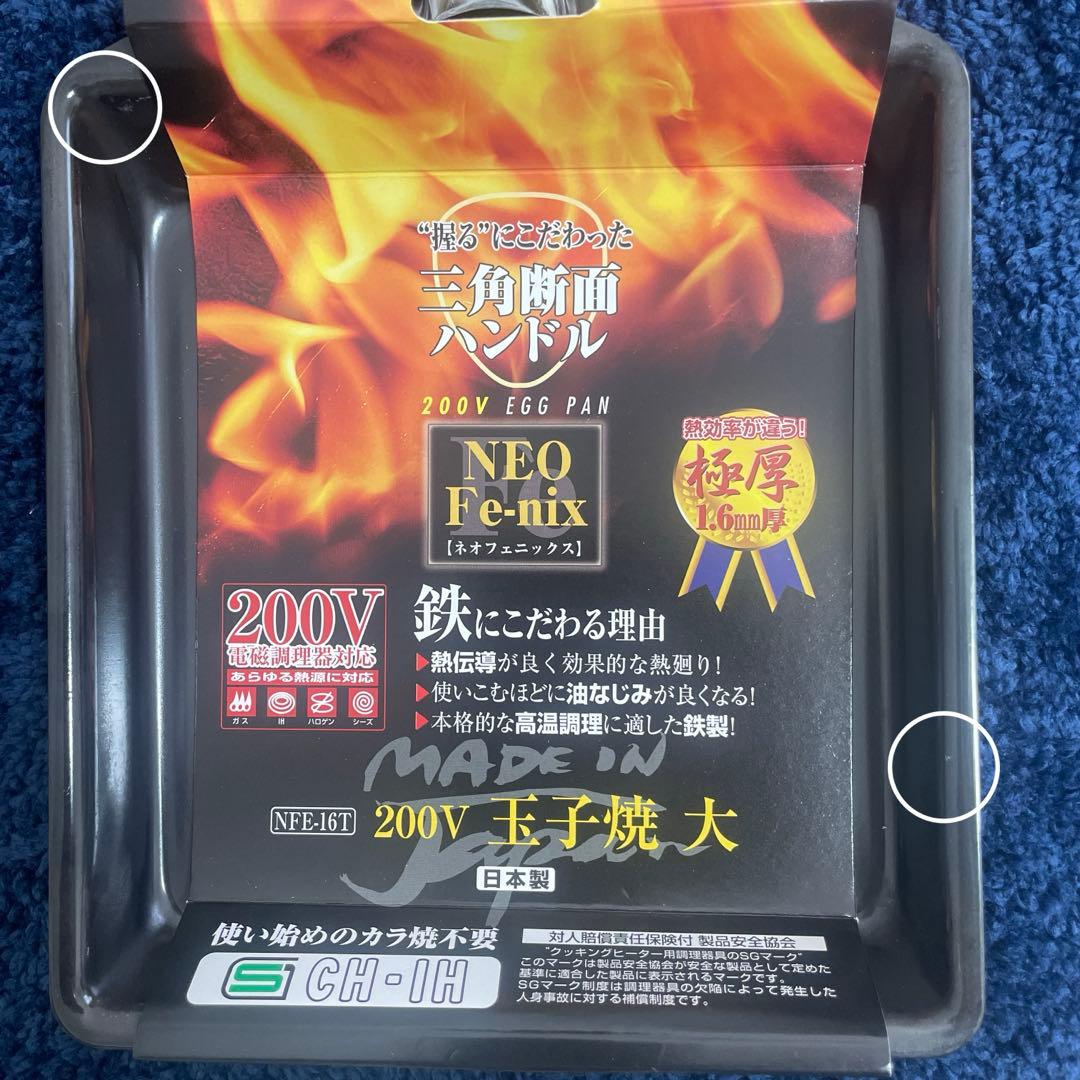 “握る”にこだわった
三角断面
ハンドル
200V EGG PAN
Fe
NEO
Fe-nix
【ネオフェニックス】
熱効率が違う!
極厚
1.6mm厚
200V
電磁調理器対応
あらゆる熱源に対応
ガス IH ハロゲン シーズ
鉄にこだわる理由
▶熱伝導が良く効果的な熱廻り!
▶使いこむほどに油なじみが良くなる!
▶本格的な高温調理に適した鉄製!
MADE IN
Japan
NFE-16T 200V 玉子焼 大
日本製
使い始めのカラ焼不要
S CH-IH
対人賠償責任保険付 製品安全協会
“クッキングヒーター用調理器具のSGマーク”
このマークは製品安全協会が安全な製品として定めた
基準に適合した製品に表示されるマークです。
SGマーク制度は調理器具の欠陥によって発生した
人身事故に対する補償制度です。